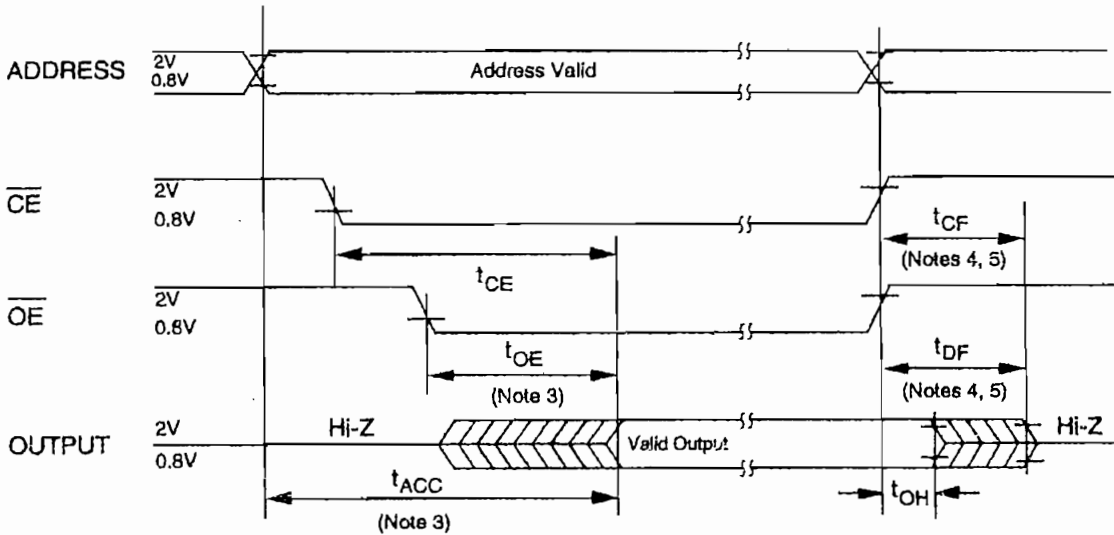 ADDRESS 2V Address Valid
0.8V
CE 2V
0.8V
tCF
(Notes 4, 5)
tCE
OE 2V
0.8V
tOE
(Note 3)
tDF
(Notes 4, 5)
OUTPUT 2V Hi-Z Valid Output Hi-Z
0.8V
tACC
(Note 3)
tOH